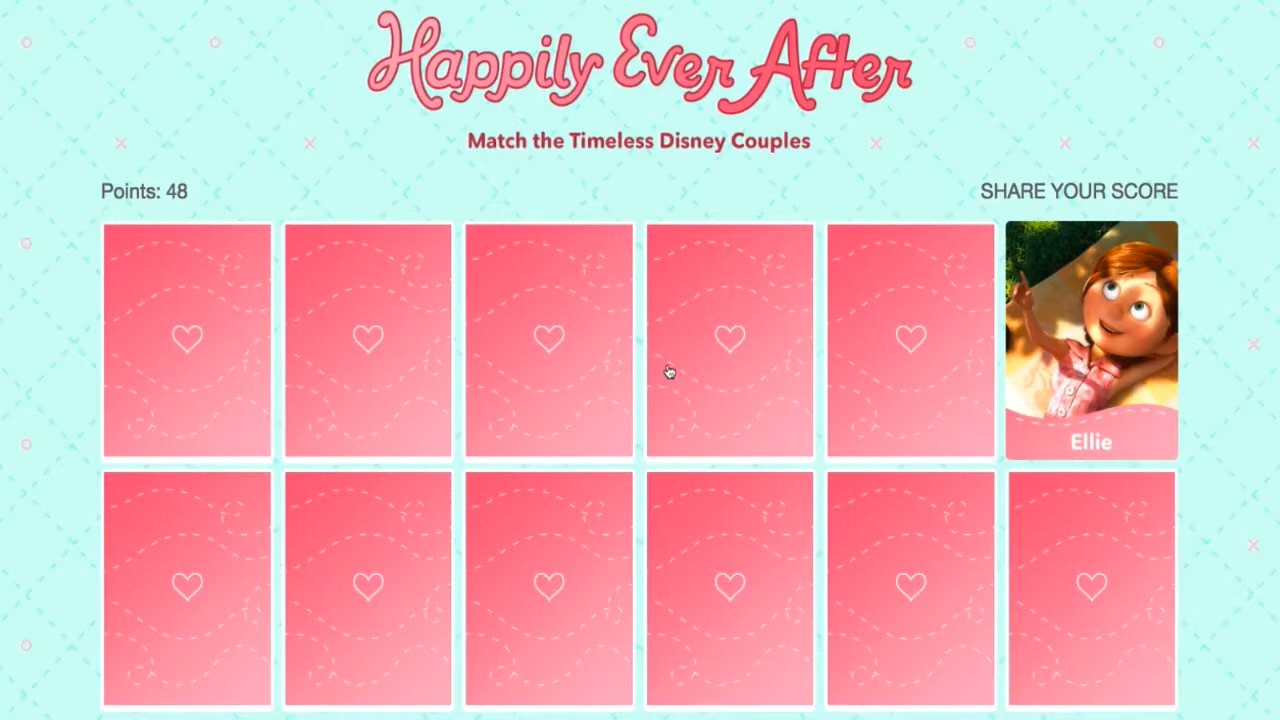 Happily Ever After
Match the Timeless Disney Couples
Points: 48
SHARE YOUR SCORE
Ellie